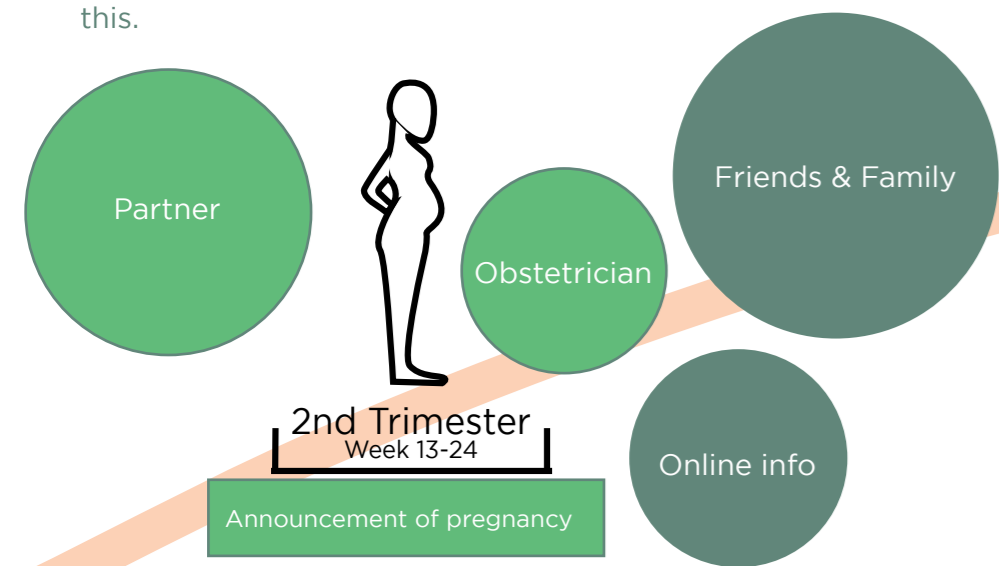 this.
Partner
Friends & Family
Obstetrician
2nd Trimester
Week 13-24
Online info
Announcement of pregnancy